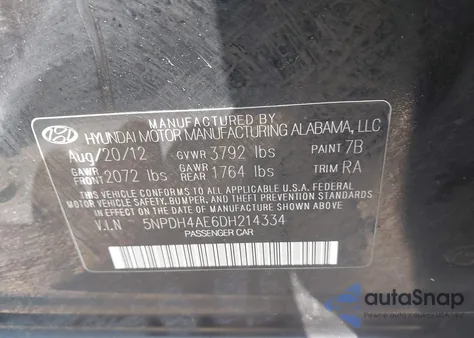 MANUFACTURED BY
HYUNDAI MOTOR MANUFACTURING ALABAMA, LLC
Aug/20/12 GVWR 3792 lbs PAINT 7B
GAWR FRONT 2072 lbs GAWR REAR 1764 lbs TRIM RA
THIS VEHICLE CONFORMS TO ALL APPLICABLE U.S.A. FEDERAL
MOTOR VEHICLE SAFETY, BUMPER, AND THEFT PREVENTION STANDARDS
IN EFFECT ON THE DATE OF MANUFACTURE SHOWN ABOVE.
V.I.N 5NPDH4AE6DH214334
PASSENGER CAR
autoSnap